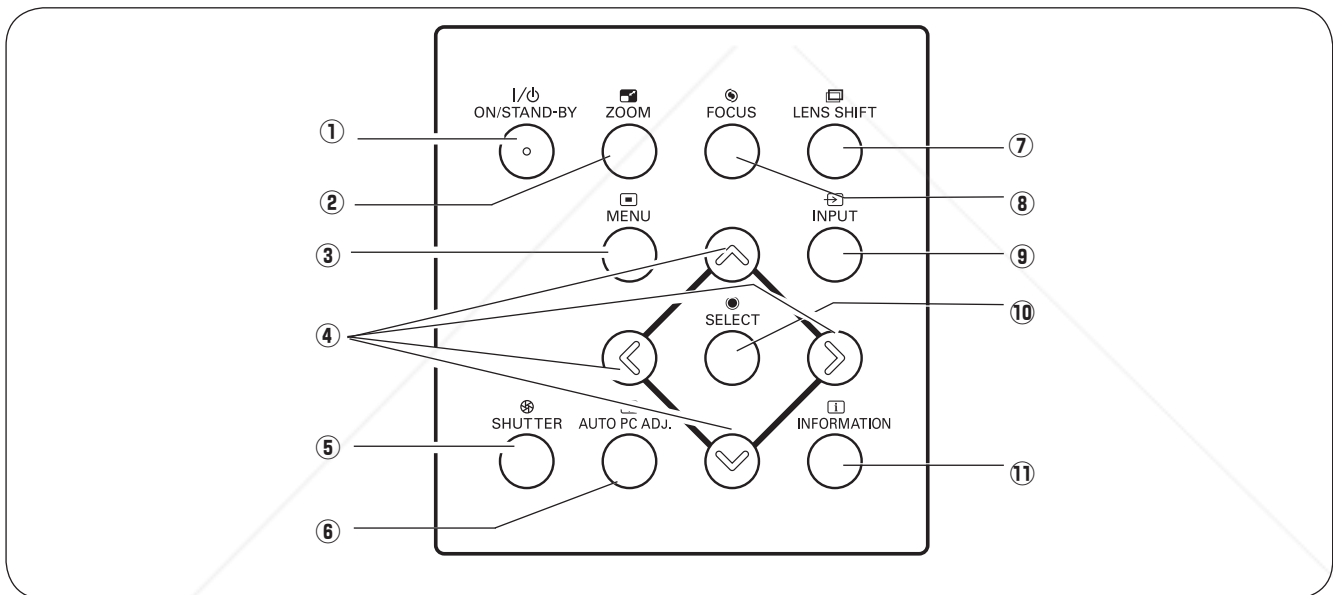 I/⏻
ON/STAND-BY
ZOOM
FOCUS
LENS SHIFT
①
⑦
②
⑧
MENU
INPUT
③
⑨
④
SELECT
⑩
SHUTTER
AUTO PC ADJ.
i
INFORMATION
⑤
⑪
⑥